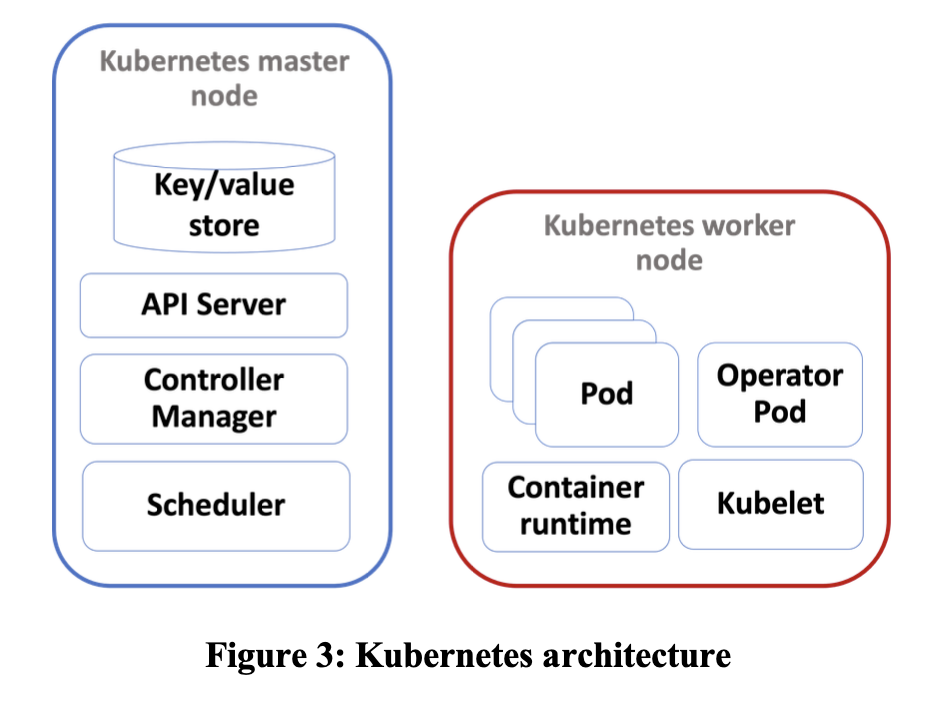 Kubernetes master
node
Key/value
store
API Server
Controller
Manager
Scheduler
Kubernetes worker
node
Pod
Operator
Pod
Container
runtime
Kubelet
Figure 3: Kubernetes architecture